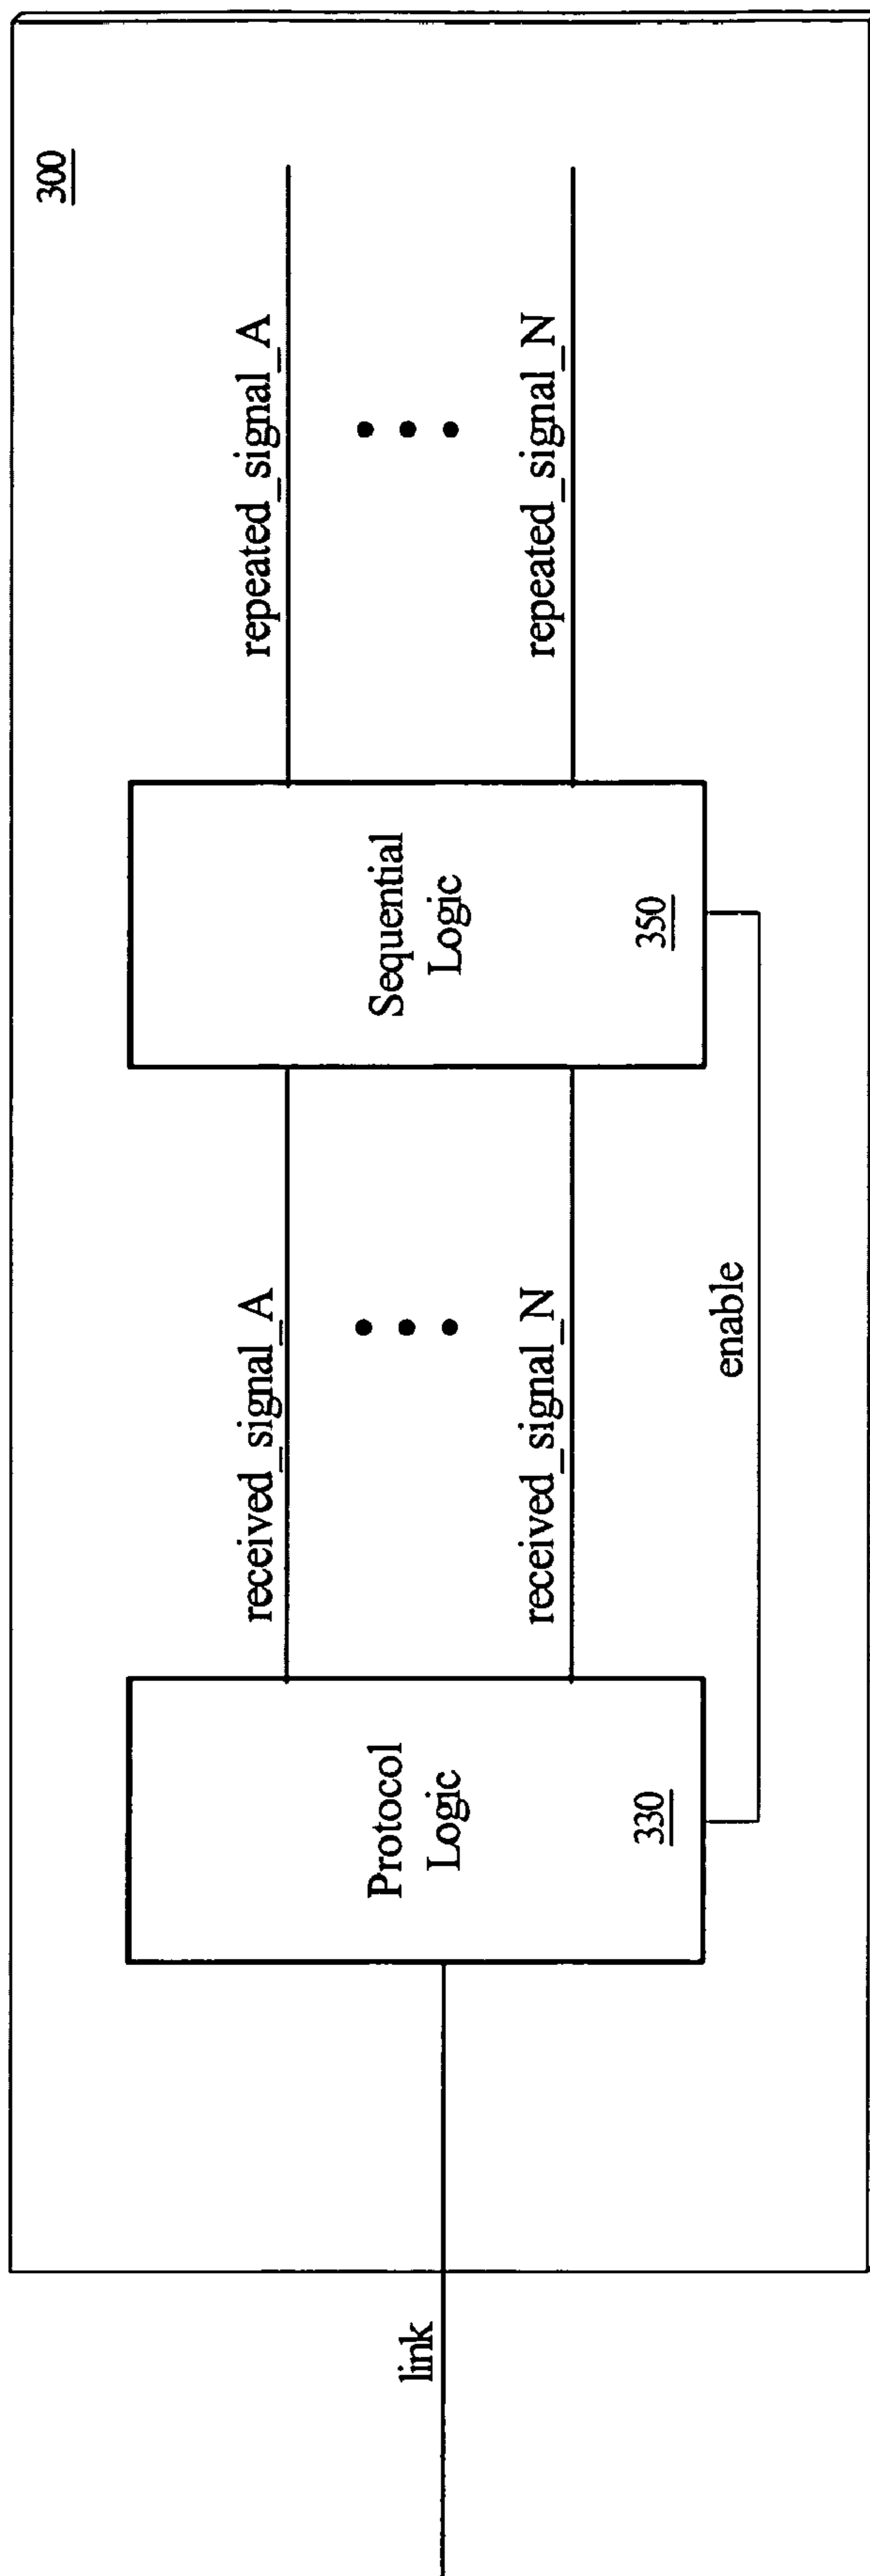 300
link
Protocol
Logic
330
received_signal_A
received_signal_N
enable
Sequential
Logic
350
repeated_signal_A
repeated_signal_N